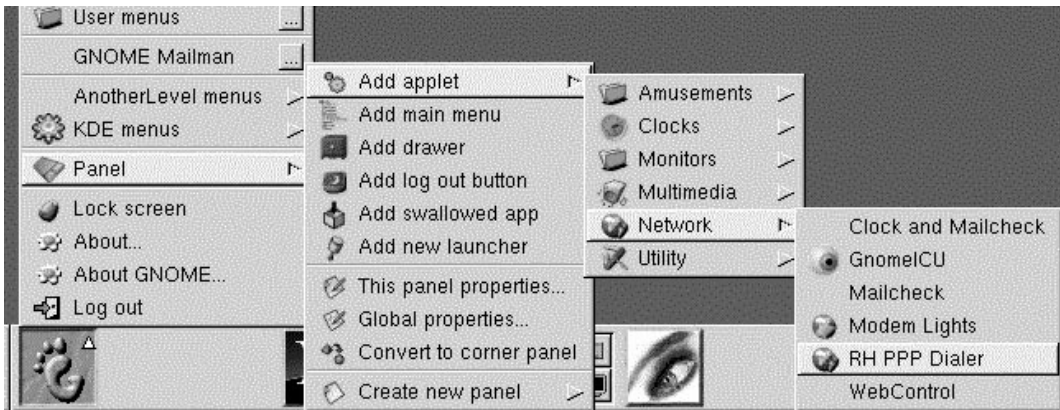 User menus ...
GNOME Mailman ...
AnotherLevel menus
KDE menus
Panel
Lock screen
About...
About GNOME...
Log out
Add applet
Add main menu
Add drawer
Add log out button
Add swallowed app
Add new launcher
This panel properties...
Global properties...
Convert to corner panel
Create new panel
Amusements
Clocks
Monitors
Multimedia
Network
Utility
Clock and Mailcheck
GnomeICU
Mailcheck
Modem Lights
RH PPP Dialer
WebControl